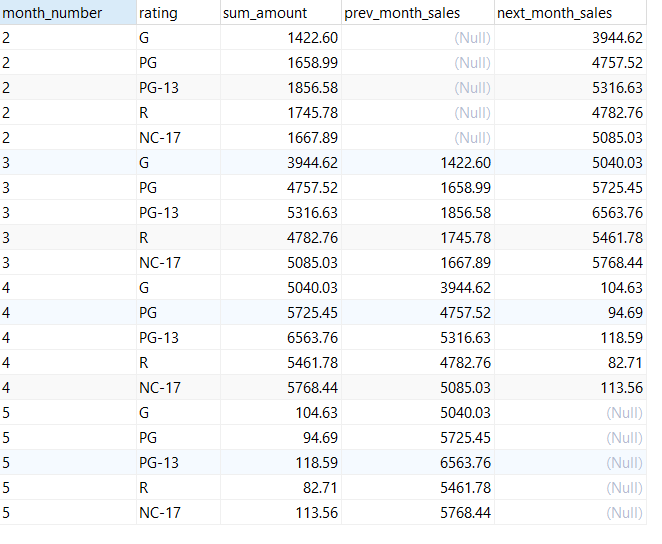 month_number rating sum_amount prev_month_sales next_month_sales
2 G 1422.60 (Null) 3944.62
2 PG 1658.99 (Null) 4757.52
2 PG-13 1856.58 (Null) 5316.63
2 R 1745.78 (Null) 4782.76
2 NC-17 1667.89 (Null) 5085.03
3 G 3944.62 1422.60 5040.03
3 PG 4757.52 1658.99 5725.45
3 PG-13 5316.63 1856.58 6563.76
3 R 4782.76 1745.78 5461.78
3 NC-17 5085.03 1667.89 5768.44
4 G 5040.03 3944.62 104.63
4 PG 5725.45 4757.52 94.69
4 PG-13 6563.76 5316.63 118.59
4 R 5461.78 4782.76 82.71
4 NC-17 5768.44 5085.03 113.56
5 G 104.63 5040.03 (Null)
5 PG 94.69 5725.45 (Null)
5 PG-13 118.59 6563.76 (Null)
5 R 82.71 5461.78 (Null)
5 NC-17 113.56 5768.44 (Null)